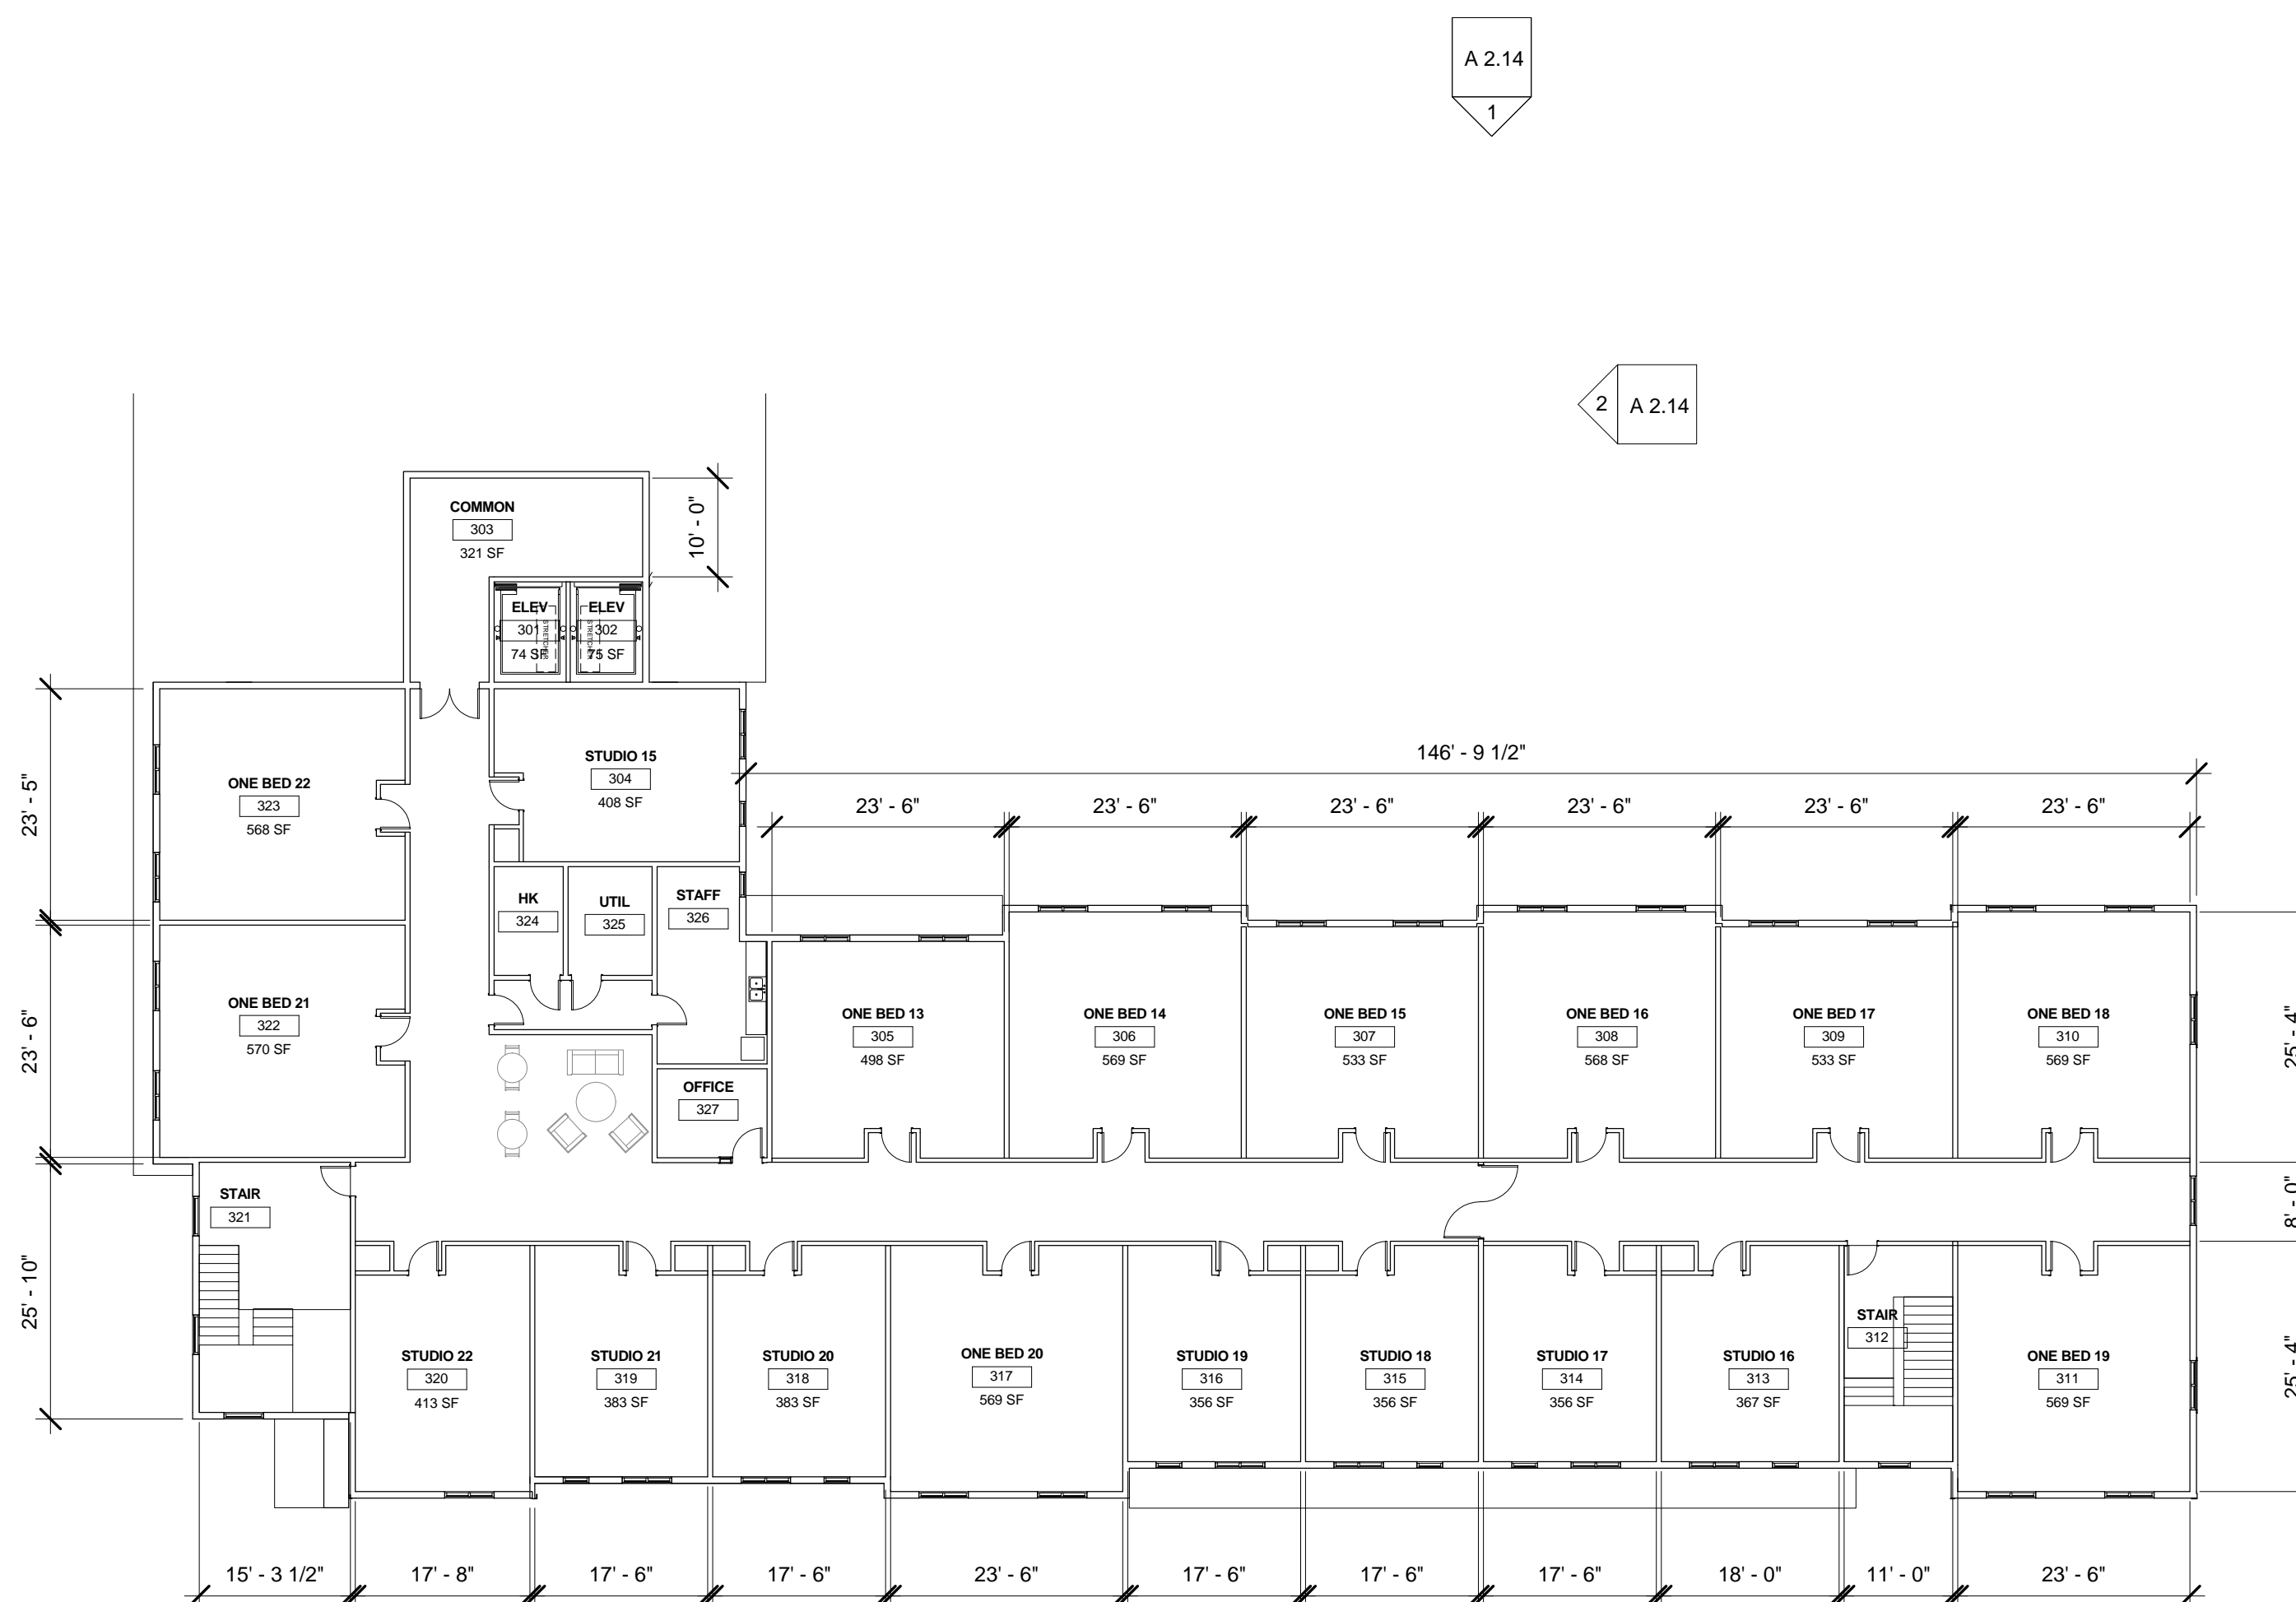 A 2.14
1
2
A 2.14
COMMON
303
321 SF
10' - 0"
ELEV
301
74 SF
STRETCHER
ELEV
302
75 SF
STRETCHER
23' - 5"
23' - 6"
25' - 10"
146' - 9 1/2"
23' - 6"
23' - 6"
23' - 6"
23' - 6"
23' - 6"
23' - 6"
ONE BED 22
323
568 SF
STUDIO 15
304
408 SF
HK
324
UTIL
325
STAFF
326
ONE BED 21
322
570 SF
OFFICE
327
ONE BED 13
305
498 SF
ONE BED 14
306
569 SF
ONE BED 15
307
533 SF
ONE BED 16
308
568 SF
ONE BED 17
309
533 SF
ONE BED 18
310
569 SF
25' - 4"
8' - 0"
25' - 4"
STAIR
321
STUDIO 22
320
413 SF
STUDIO 21
319
383 SF
STUDIO 20
318
383 SF
ONE BED 20
317
569 SF
STUDIO 19
316
356 SF
STUDIO 18
315
356 SF
STUDIO 17
314
356 SF
STUDIO 16
313
367 SF
STAIR
312
ONE BED 19
311
569 SF
15' - 3 1/2"
17' - 8"
17' - 6"
17' - 6"
23' - 6"
17' - 6"
17' - 6"
17' - 6"
18' - 0"
11' - 0"
23' - 6"